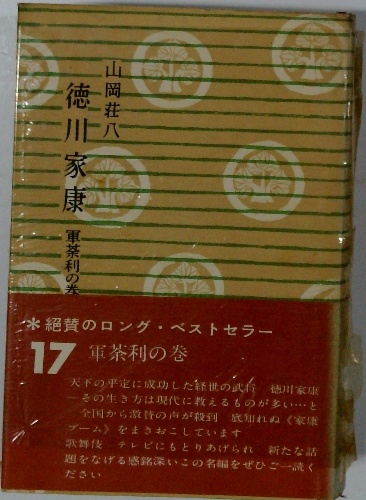 山岡荘八
徳川家康
軍荼利の巻
*絶賛のロング・ベストセラー
17 軍荼利の巻
天下の平定に成功した経世の武将 徳川家康
―その生き方は現代に教えるものが多い…と
全国から激賛の声が殺到 底知れぬ《家康
ブーム》をまきおこしています
歌舞伎 テレビにもとりあげられ 新たな話
題をなげる感銘深いこの名編をぜひご一読く
ださい